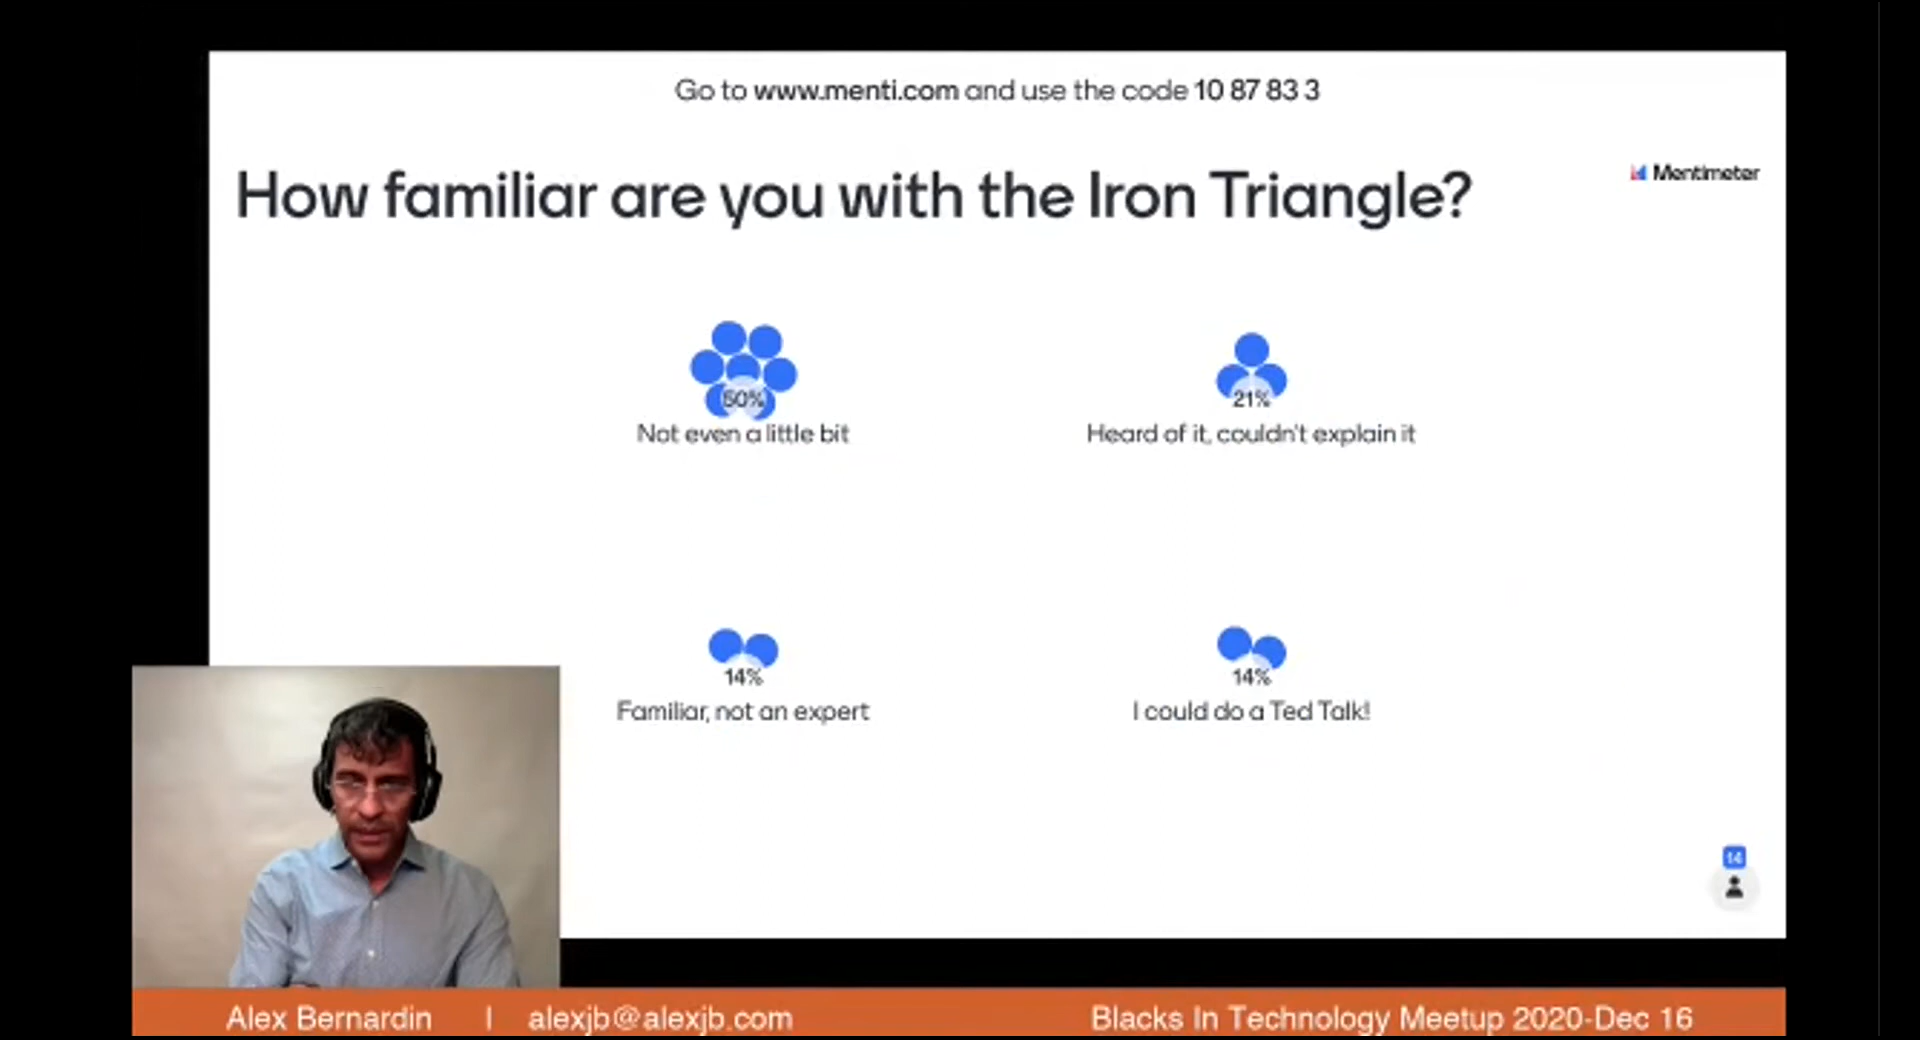 Go to www.menti.com and use the code 10 87 83 3
How familiar are you with the Iron Triangle?
Mentimeter
50%
Not even a little bit
21%
Heard of it, couldn't explain it
14%
Familiar, not an expert
14%
I could do a Ted Talk!
14
Alex Bernardin | alexjb@alexjb.com
Blacks In Technology Meetup 2020-Dec 16